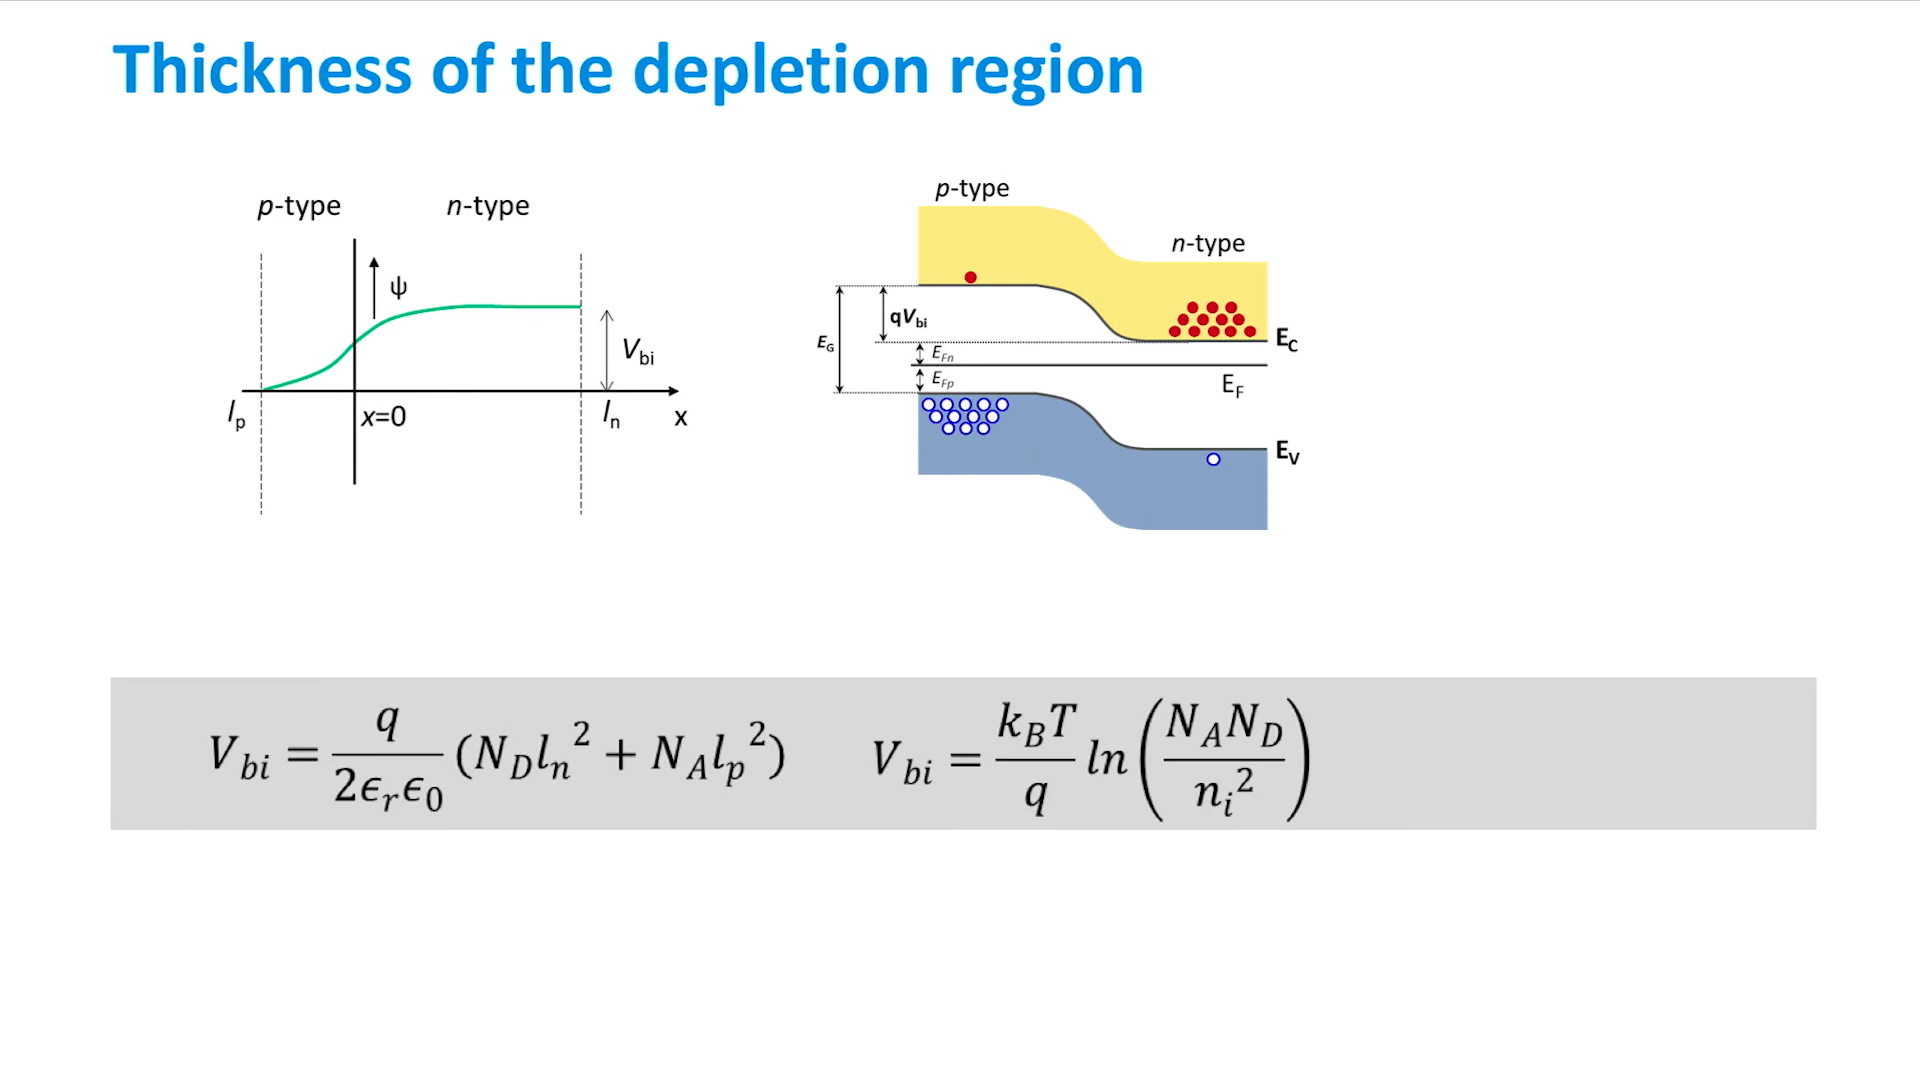 Thickness of the depletion region
p-type
n-type
ψ
V_bi
l_p
x=0
l_n
x
p-type
n-type
qV_bi
E_G
E_Fn
E_Fp
E_C
E_F
E_V
V_bi = q / 2ϵ_rϵ_0 (N_D l_n^2 + N_A l_p^2)
V_bi = k_B T / q ln(N_A N_D / n_i^2)